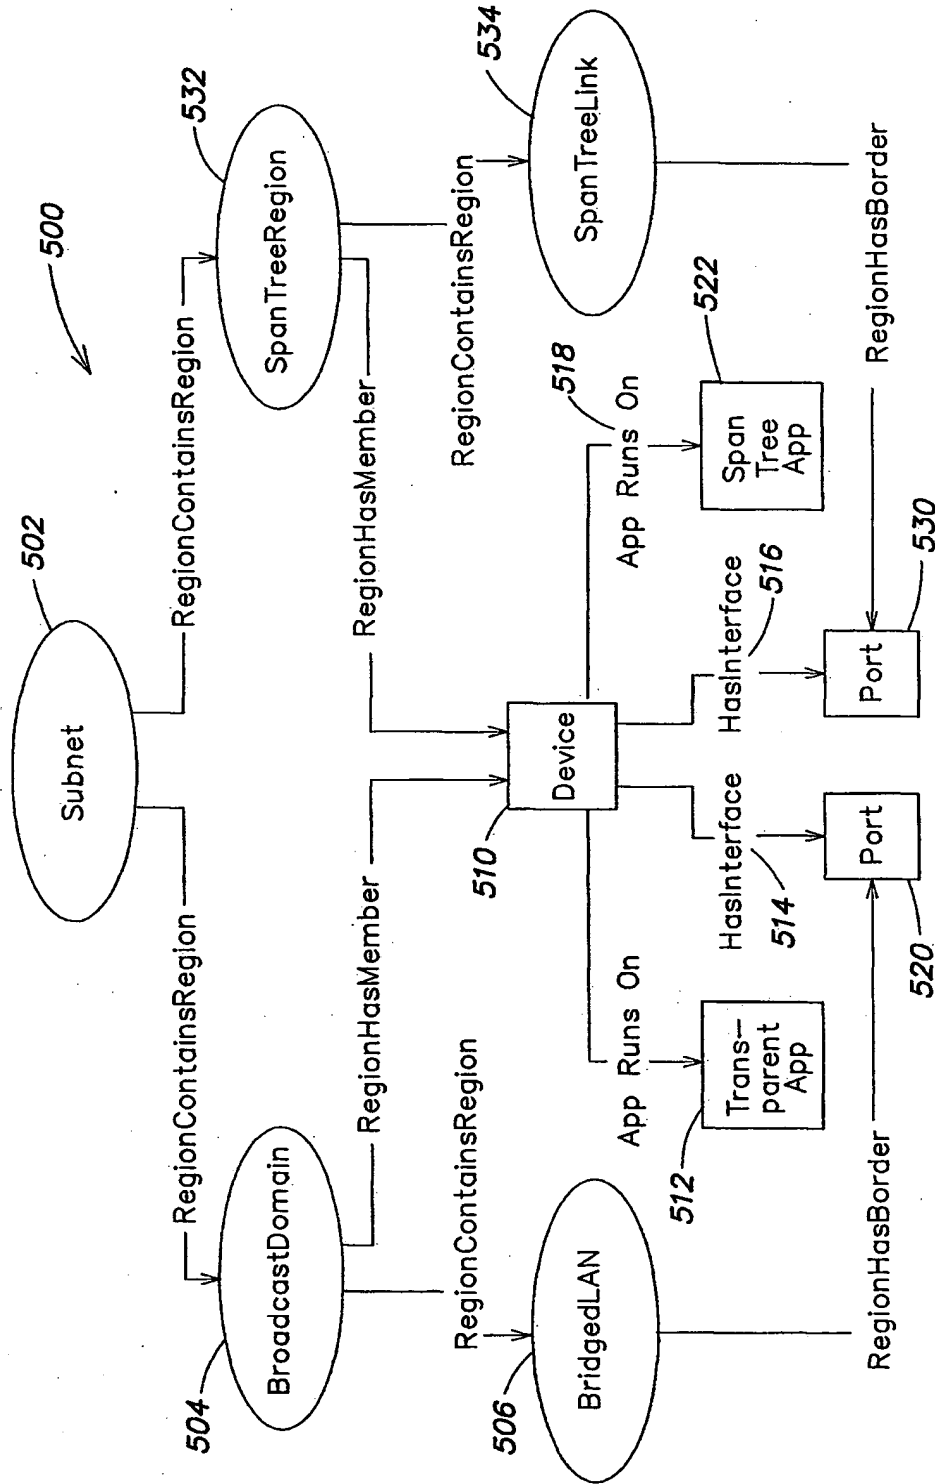 500
502
Subnet
RegionContainsRegion
RegionContainsRegion
504
BroadcastDomain
532
SpanTreeRegion
RegionHasMember
RegionHasMember
RegionContainsRegion
RegionContainsRegion
506
BridgedLAN
534
SpanTreeLink
510
Device
App Runs On
App Runs On
518
512
Trans-
parent
App
HasInterface
514
HasInterface
516
522
Span
Tree
App
RegionHasBorder
RegionHasBorder
Port
520
Port
530